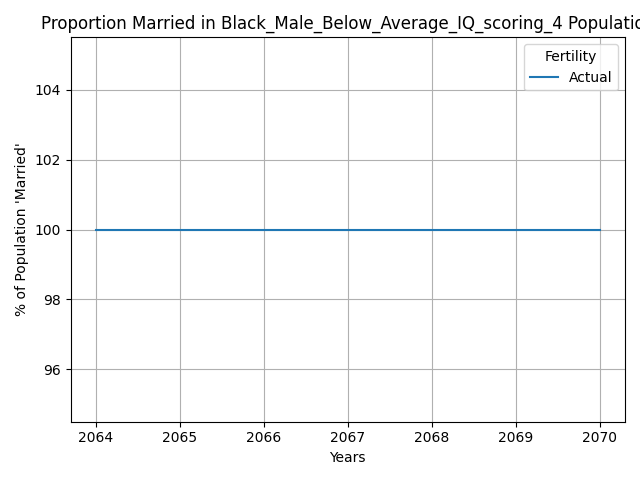 Proportion Married in Black_Male_Below_Average_IQ_scoring_4 Populatio
Fertility
Actual
104
102
100
98
96
% of Population 'Married'
2064 2065 2066 2067 2068 2069 2070
Years